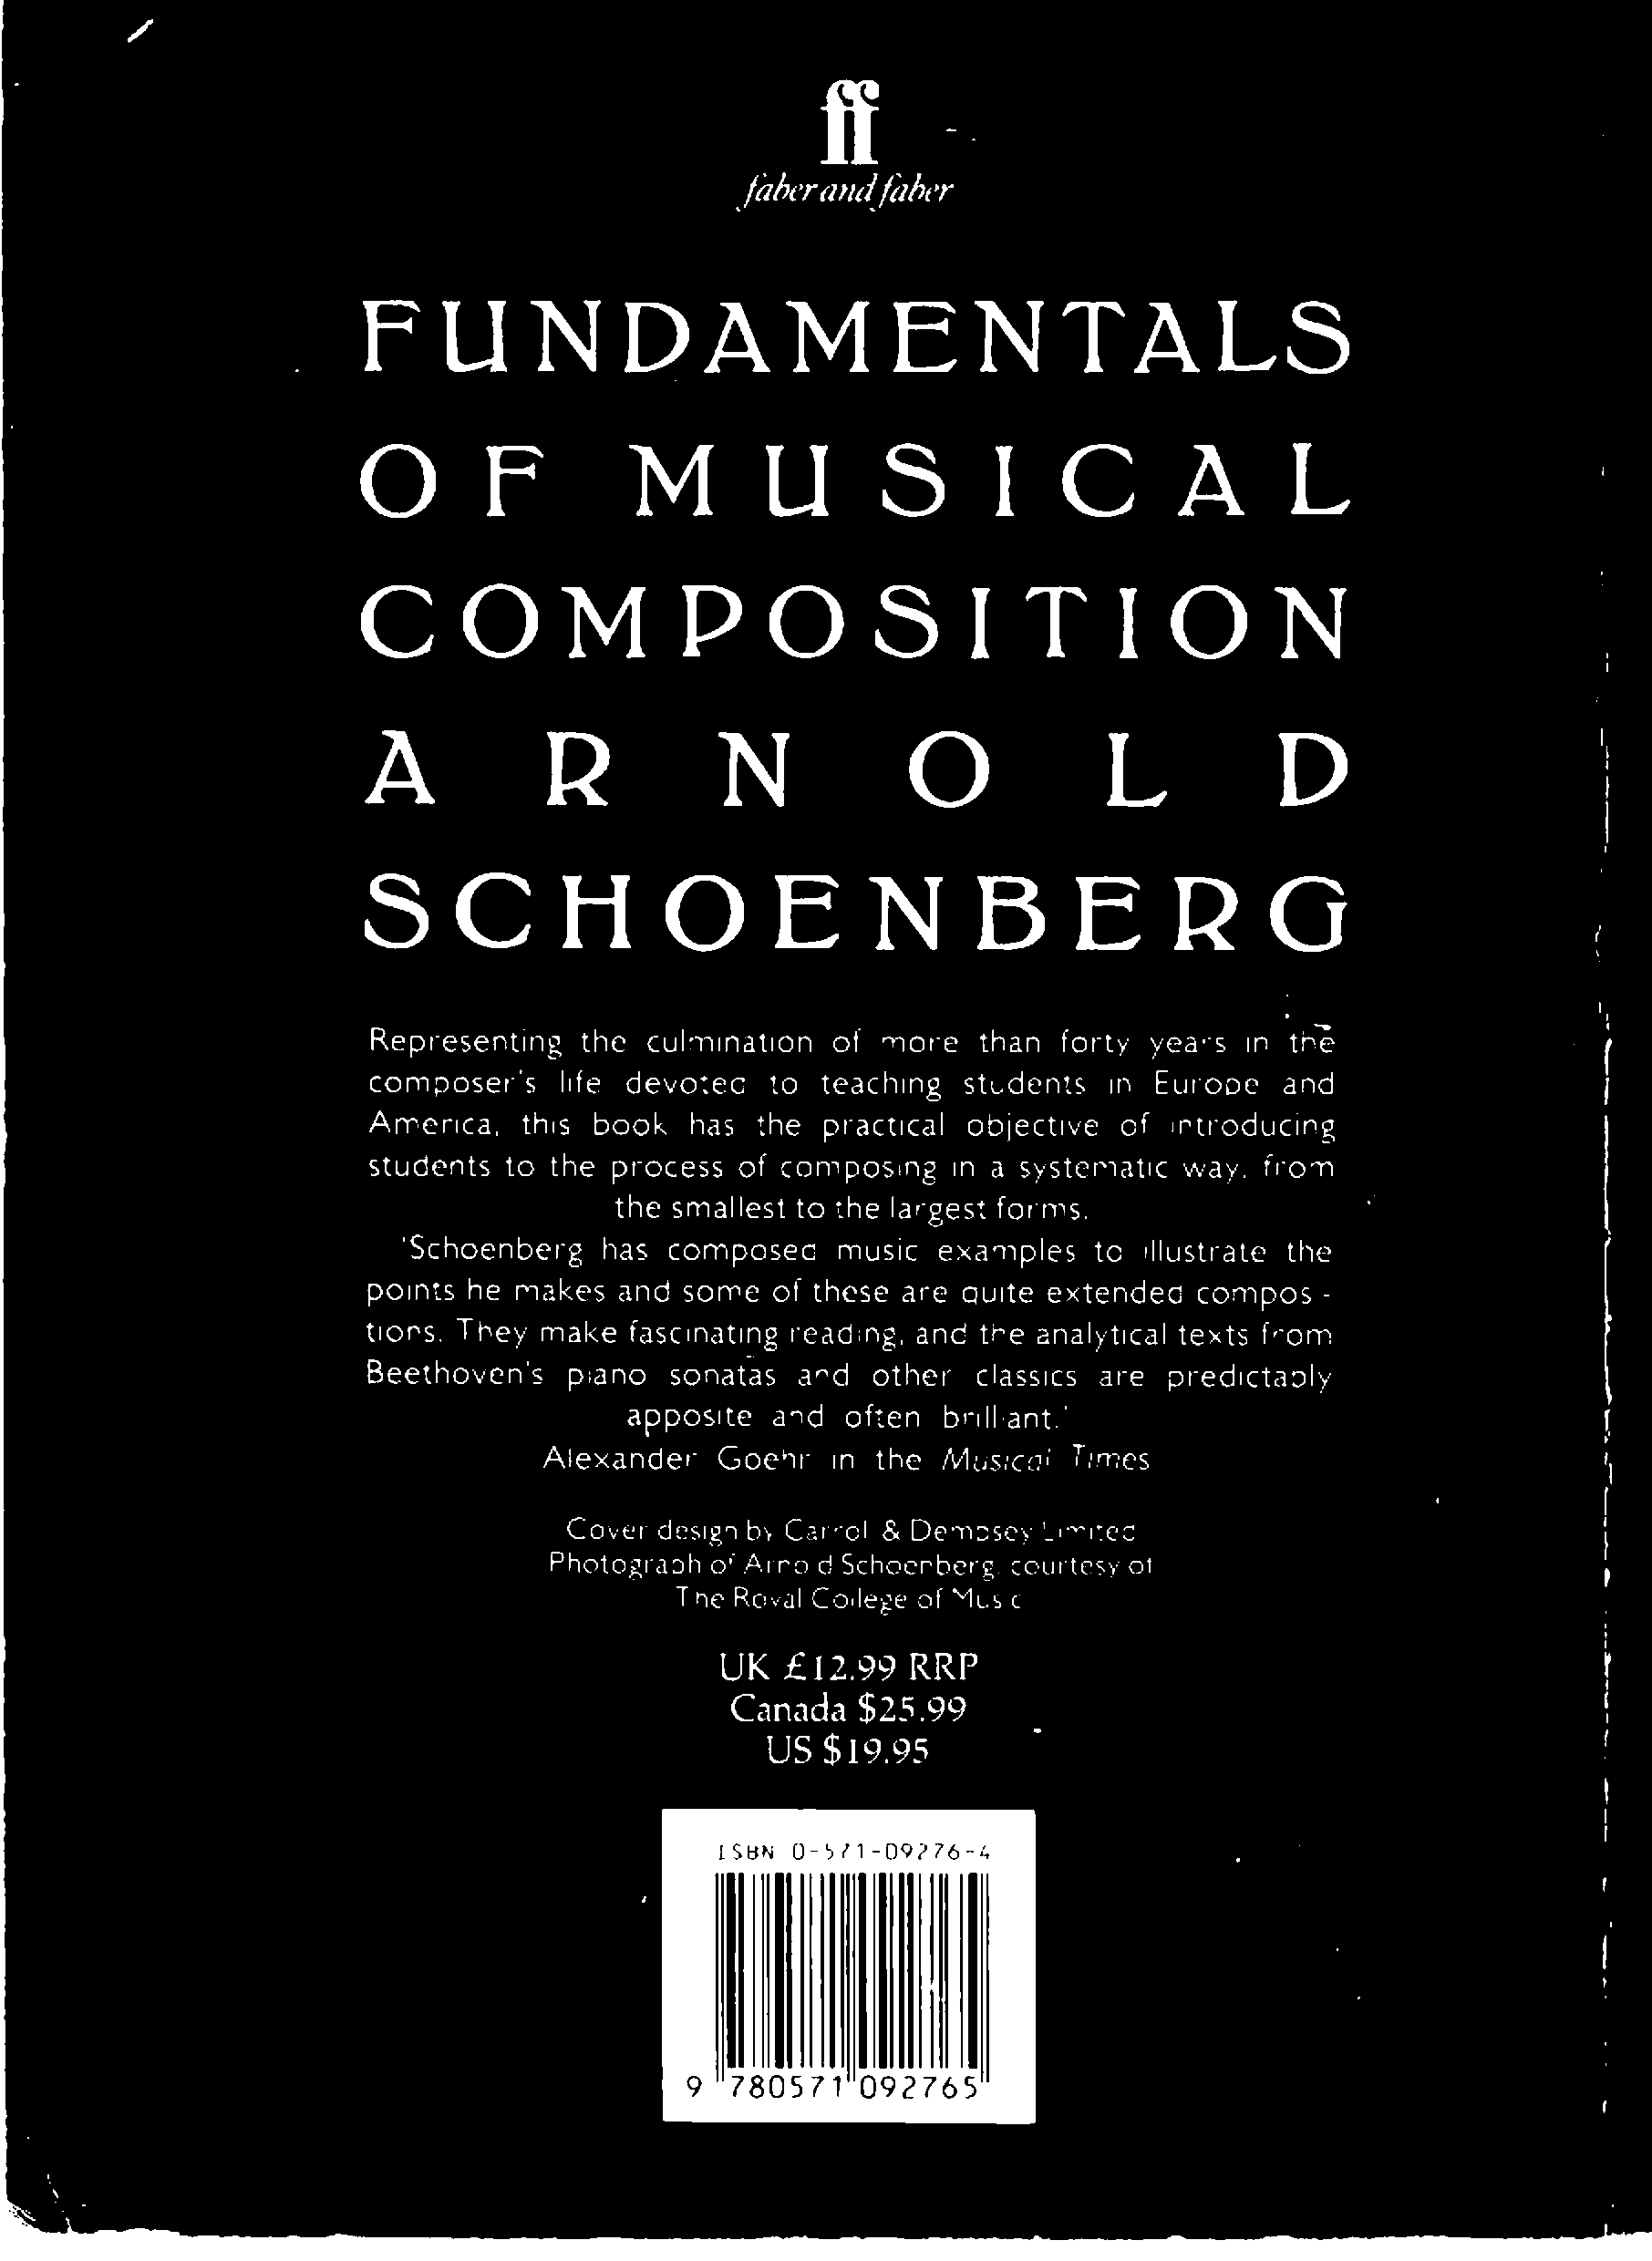 ff
faber and faber
FUNDAMENTALS
OF MUSICAL
COMPOSITION
ARNOLD
SCHOENBERG
Representing the culmination of more than forty years in the
composer's life devoted to teaching students in Europe and
America, this book has the practical objective of introducing
students to the process of composing in a systematic way, from
the smallest to the largest forms.
'Schoenberg has composed music examples to illustrate the
points he makes and some of these are quite extended compos-
tions. They make fascinating reading, and the analytical texts from
Beethoven's piano sonatas and other classics are predictably
apposite and often brilliant.'
Alexander Goehr in the Musical Times
Cover design by Carroll & Dempsey Limited
Photograph of Arnold Schoenberg, courtesy of
The Royal College of Music
UK £12.99 RRP
Canada $25.99
US $19.95
ISBN 0-571-09276-4
9 780571 092765